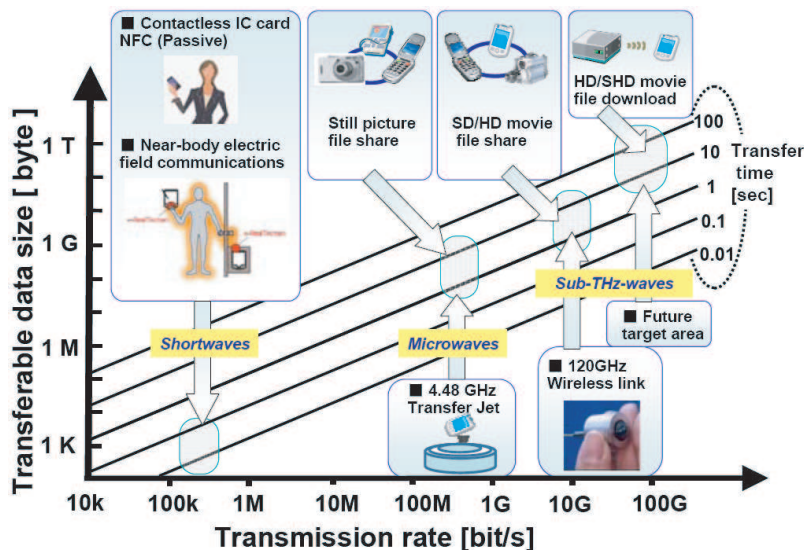 ■ Contactless IC card
NFC (Passive)
■ Near-body electric
field communications
Still picture
file share
SD/HD movie
file share
HD/SHD movie
file download
100
10
1
0.1
0.01
Transfer
time
[sec]
Transferable data size [ byte ]
1 T
1 G
1 M
1 K
Shortwaves
Microwaves
Sub-THz-waves
■ Future
target area
■ 4.48 GHz
Transfer Jet
■ 120GHz
Wireless link
10k
100k
1M
10M
100M
1G
10G
100G
Transmission rate [bit/s]